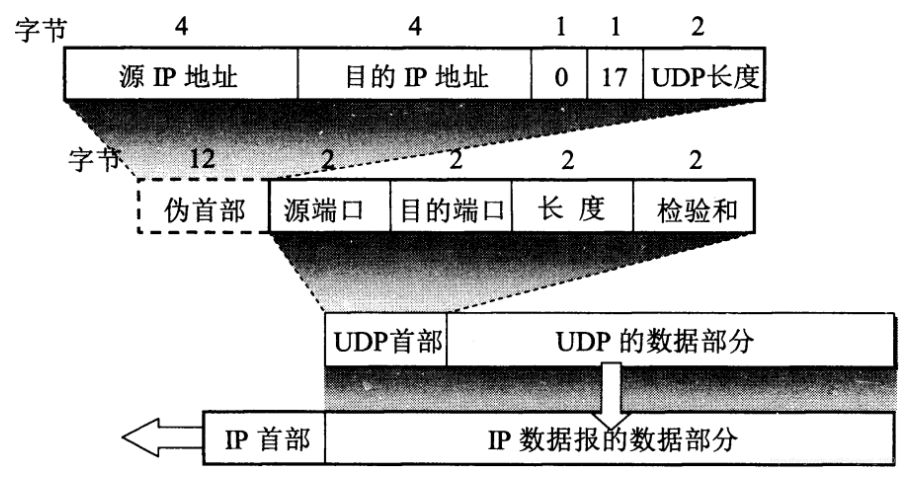 字节 4 4 1 1 2
源 IP 地址 目的 IP 地址 0 17 UDP长度
字节 12 2 2 2 2
伪首部 源端口 目的端口 长 度 检验和
UDP首部 UDP 的数据部分
IP 首部 IP 数据报的数据部分